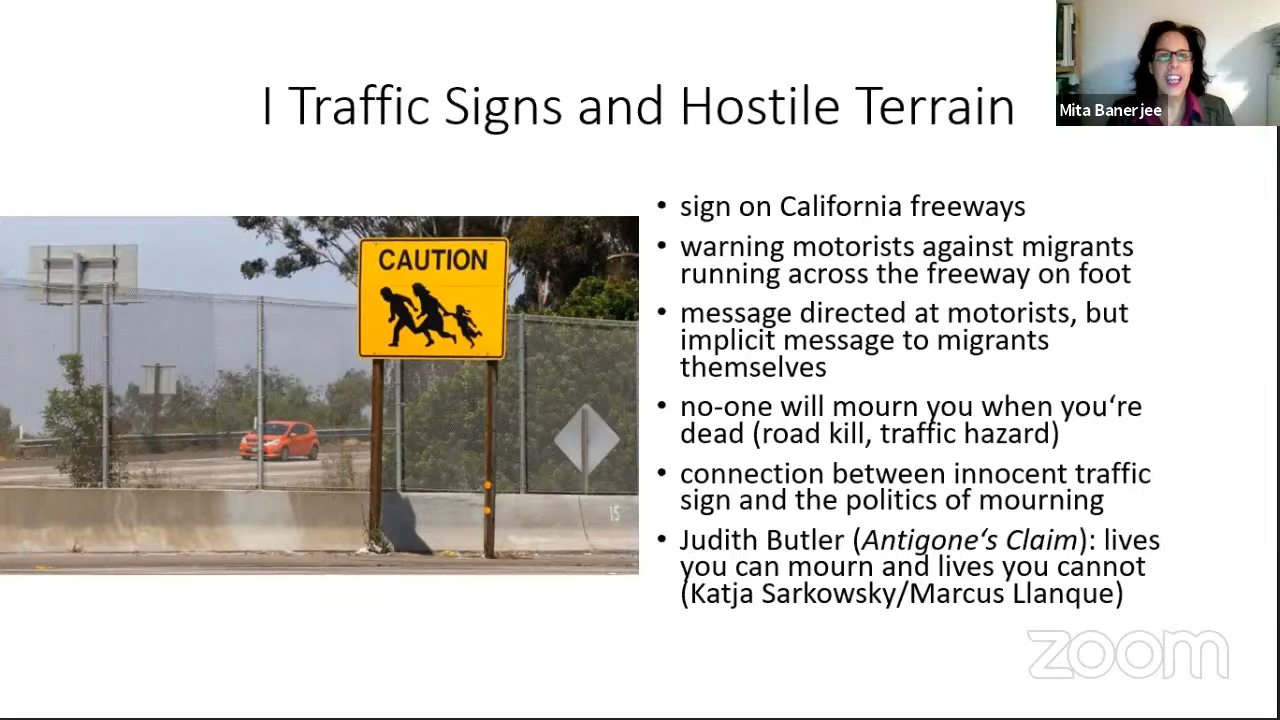 I Traffic Signs and Hostile Terrain
Mita Banerjee
CAUTION
15
• sign on California freeways
• warning motorists against migrants
running across the freeway on foot
• message directed at motorists, but
implicit message to migrants
themselves
• no-one will mourn you when you‘re
dead (road kill, traffic hazard)
• connection between innocent traffic
sign and the politics of mourning
• Judith Butler (Antigone‘s Claim): lives
you can mourn and lives you cannot
(Katja Sarkowsky/Marcus Llanque)
zoom